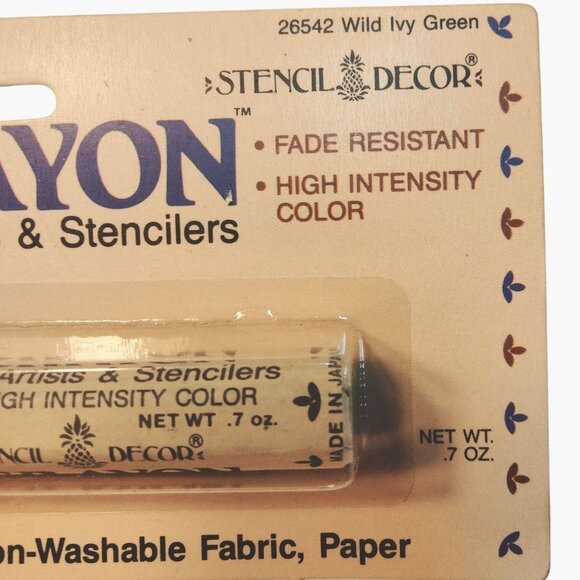 26542 Wild Ivy Green
STENCIL DECOR®
AYON™
• FADE RESISTANT
• HIGH INTENSITY
COLOR
s & Stencilers
Artists & Stencilers
GH INTENSITY COLOR
NET WT .7 oz.
NCIL DECOR®
MADE IN JAPAN
NET WT.
.7 OZ.
on-Washable Fabric, Paper